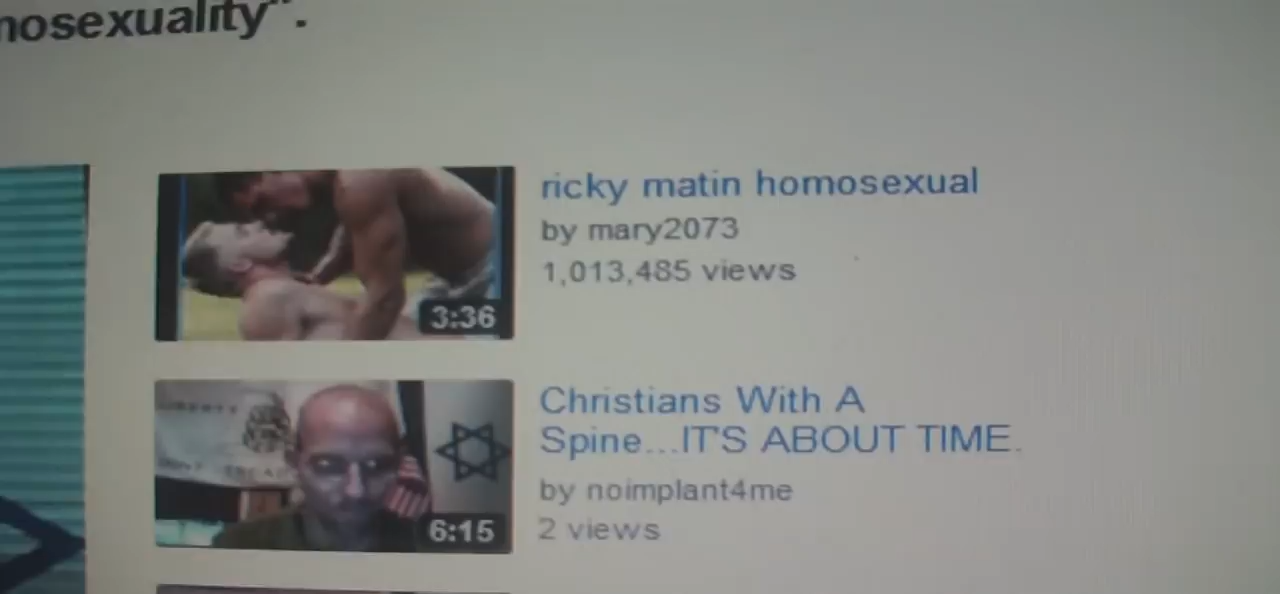 mosexuality".
ricky matin homosexual
by mary2073
1,013,485 views
3:36
Christians With A
Spine...IT'S ABOUT TIME.
by noimplant4me
2 views
LIBERTY
6:15